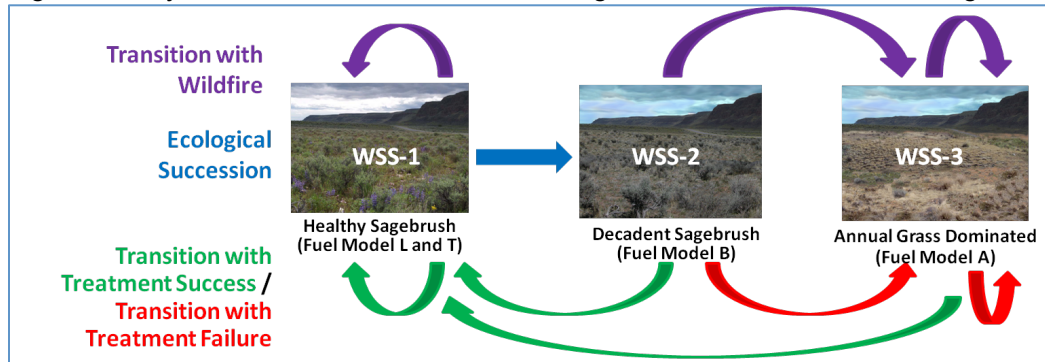 Transition with
Wildfire
Ecological
Succession
WSS-1
WSS-2
WSS-3
Healthy Sagebrush
(Fuel Model L and T)
Decadent Sagebrush
(Fuel Model B)
Annual Grass Dominated
(Fuel Model A)
Transition with
Treatment Success /
Transition with
Treatment Failure